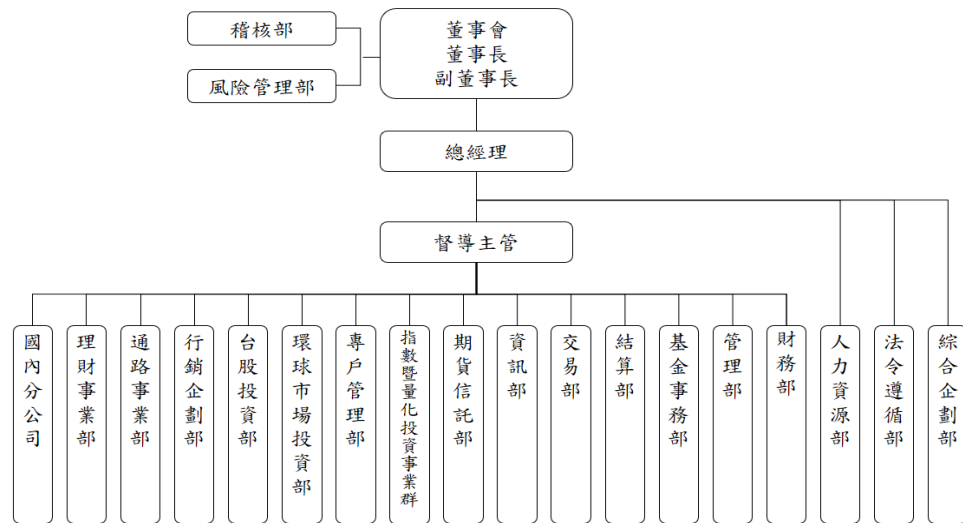 稽核部
風險管理部
董事會
董事長
副董事長
總經理
督導主管
國內分公司
理財事業部
通路事業部
行銷企劃部
台股投資部
環球市場投資部
專戶管理部
指數暨量化投資事業群
期貨信託部
資訊部
交易部
結算部
基金事務部
管理部
財務部
人力資源部
法令遵循部
綜合企劃部